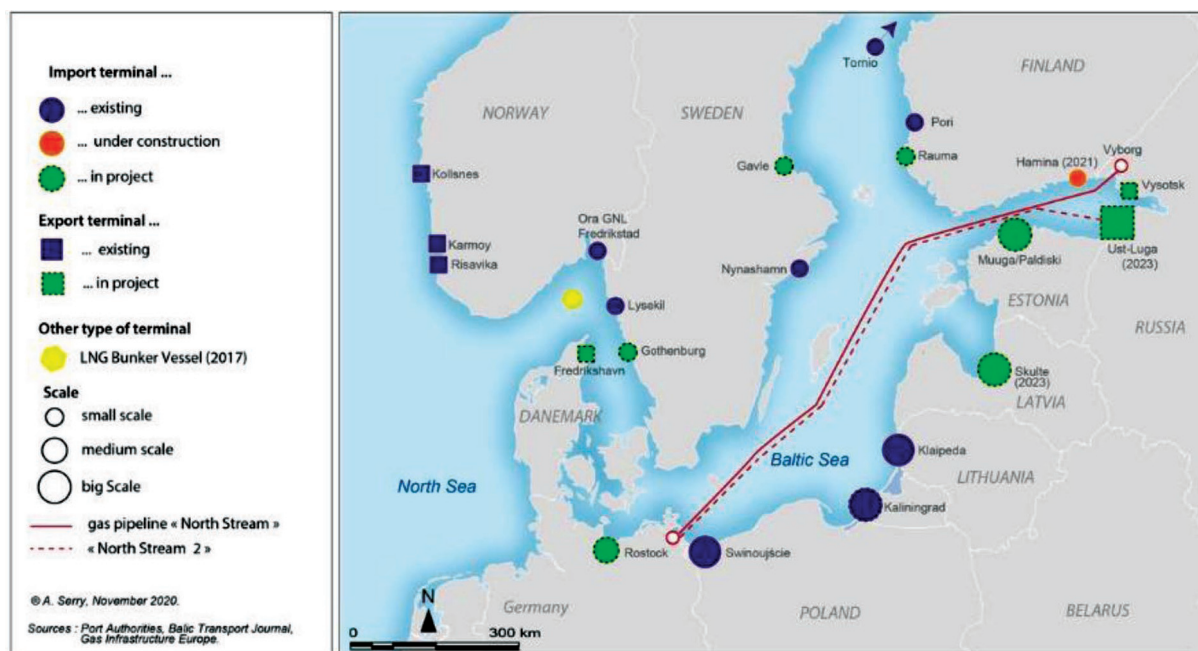 Import terminal ...
... existing
... under construction
... in project
Export terminal ...
... existing
... in project
Other type of terminal
LNG Bunker Vessel (2017)
Scale
small scale
medium scale
big Scale
gas pipeline « North Stream »
« North Stream 2 »
® A. Serry, November 2020.
Sources : Port Authorities, Balic Transport Journal,
Gas Infrastructure Europe.
Tornio
FINLAND
NORWAY
SWEDEN
Pori
Rauma
Vyborg
Hamina (2021)
Gavle
Kollsnes
Vysotsk
Ora GNL
Fredrikstad
Karmoy
Risavika
Muuga/Paldiski
Ust-Luga
(2023)
Nynashamn
ESTONIA
Lysekil
RUSSIA
Gothenburg
Fredrikshavn
Skulte
(2023)
LATVIA
DANEMARK
Klaipeda
Baltic Sea
LITHUANIA
North Sea
Kaliningrad
Rostock
Swinoujście
N
Germany
POLAND
BELARUS
0
300 km